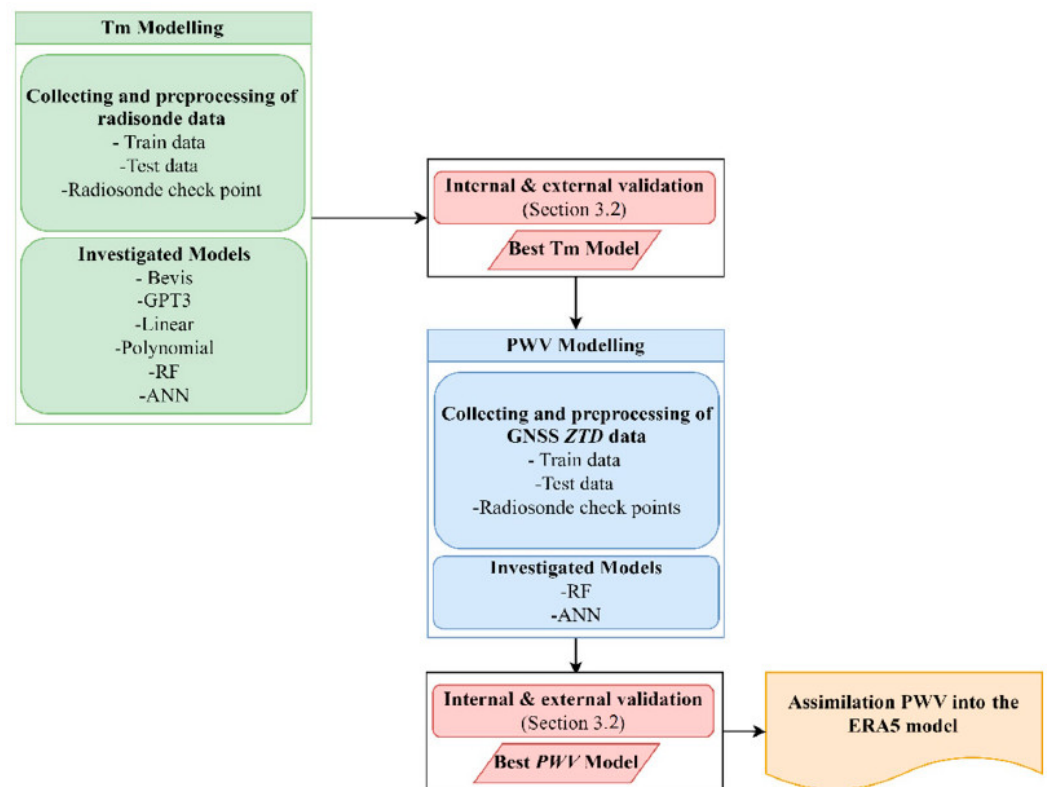 Tm Modelling
Collecting and preprocessing of
radisonde data
- Train data
-Test data
-Radiosonde check point
Investigated Models
- Bevis
-GPT3
-Linear
-Polynomial
-RF
-ANN
Internal & external validation
(Section 3.2)
Best Tm Model
PWV Modelling
Collecting and preprocessing of
GNSS ZTD data
- Train data
-Test data
-Radiosonde check points
Investigated Models
-RF
-ANN
Internal & external validation
(Section 3.2)
Best PWV Model
Assimilation PWV into the
ERA5 model